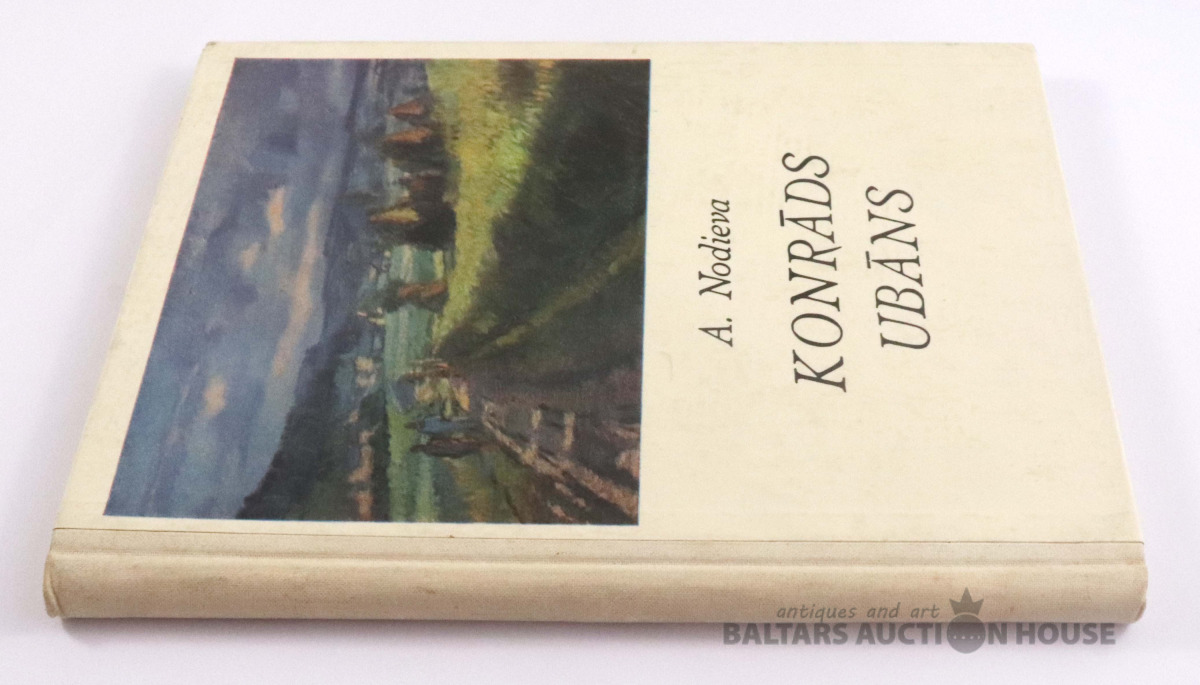 A. Nodieva
KONRĀDS
UBĀNS
antiques and art
BALTARS AUCTION HOUSE